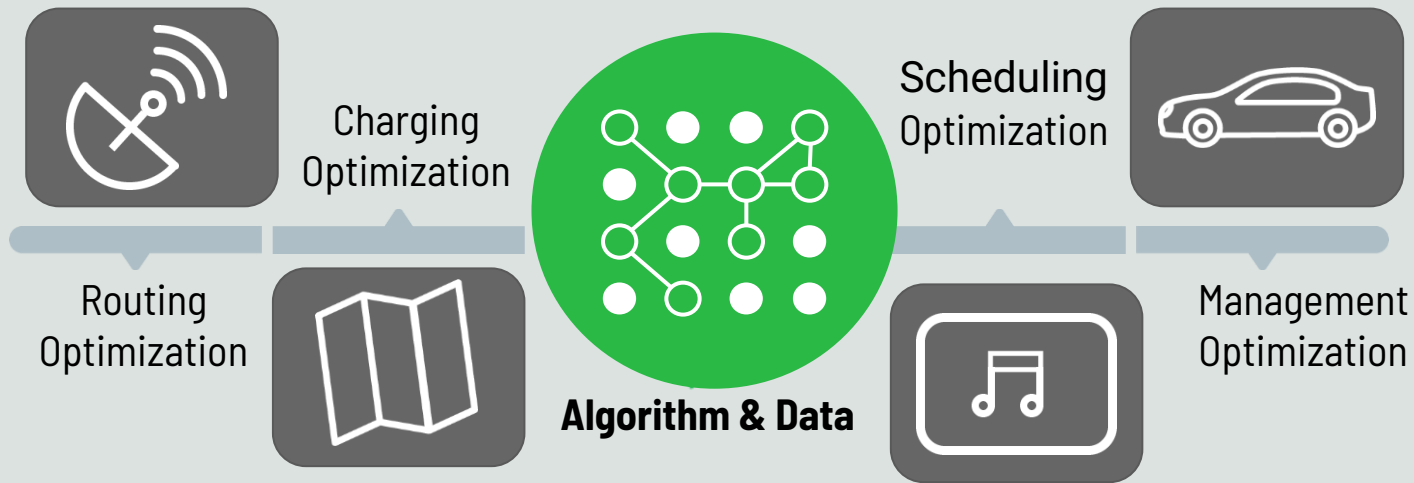 Routing
Optimization
Charging
Optimization
Algorithm & Data
Scheduling
Optimization
Management
Optimization